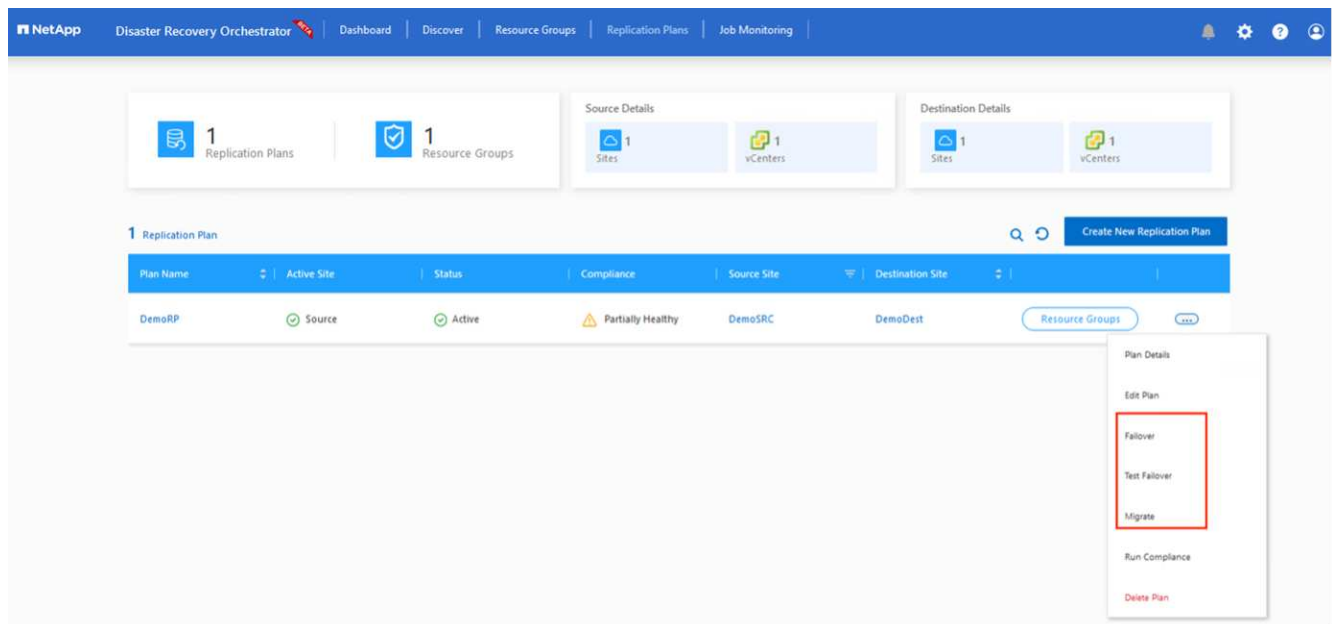 NetApp Disaster Recovery Orchestrator BETA Dashboard Discover Resource Groups Replication Plans Job Monitoring
Source Details
Destination Details
1
Replication Plans
1
Resource Groups
1
Sites
1
vCenters
1
Sites
1
vCenters
1 Replication Plan
Create New Replication Plan
Plan Name Active Site Status Compliance Source Site Destination Site
DemoRP Source Active Partially Healthy DemoSRC DemoDest Resource Groups ...
Plan Details
Edit Plan
Failover
Test Failover
Migrate
Run Compliance
Delete Plan